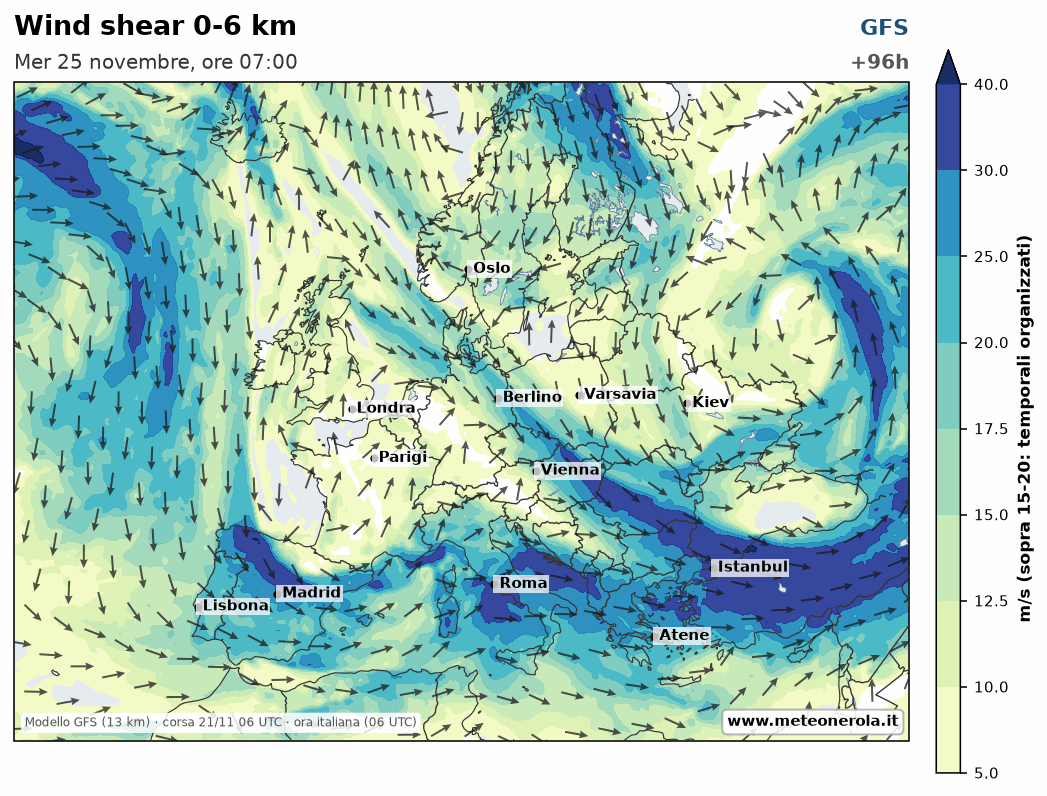 Wind shear 0-6 km
GFS
Mer 25 novembre, ore 07:00
+96h
40.0
30.0
25.0
20.0
17.5
15.0
12.5
10.0
5.0
m/s (sopra 15-20: temporali organizzati)
Oslo
Berlino
Varsavia
Kiev
Londra
Parigi
Vienna
Istanbul
Roma
Madrid
Lisbona
Atene
Modello GFS (13 km) · corsa 21/11 06 UTC · ora italiana (06 UTC)
www.meteonerola.it